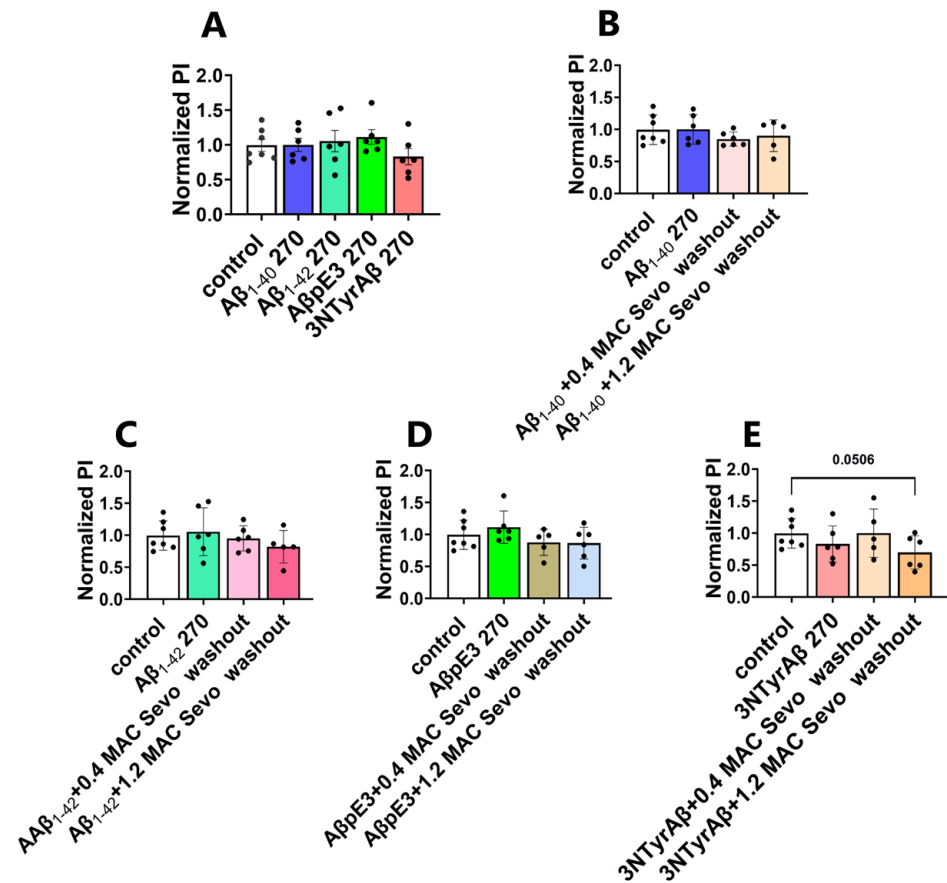 A
Normalized PI
2.0
1.5
1.0
0.5
0.0
control
Aβ1-40 270
Aβ1-42 270
AβpE3 270
3NTyrAβ 270
B
Normalized PI
2.0
1.5
1.0
0.5
0.0
control
Aβ1-40 270
Aβ1-40 +0.4 MAC Sevo washout
Aβ1-40 +1.2 MAC Sevo washout
C
Normalized PI
2.0
1.5
1.0
0.5
0.0
control
Aβ1-42 270
AAβ1-42+0.4 MAC Sevo washout
Aβ1-42+1.2 MAC Sevo washout
D
Normalized PI
2.0
1.5
1.0
0.5
0.0
control
AβpE3 270
AβpE3+0.4 MAC Sevo washout
AβpE3+1.2 MAC Sevo washout
E
Normalized PI
2.0
1.5
1.0
0.5
0.0
0.0506
control
3NTyrAβ 270
3NTyrAβ+0.4 MAC Sevo washout
3NTyrAβ+1.2 MAC Sevo washout